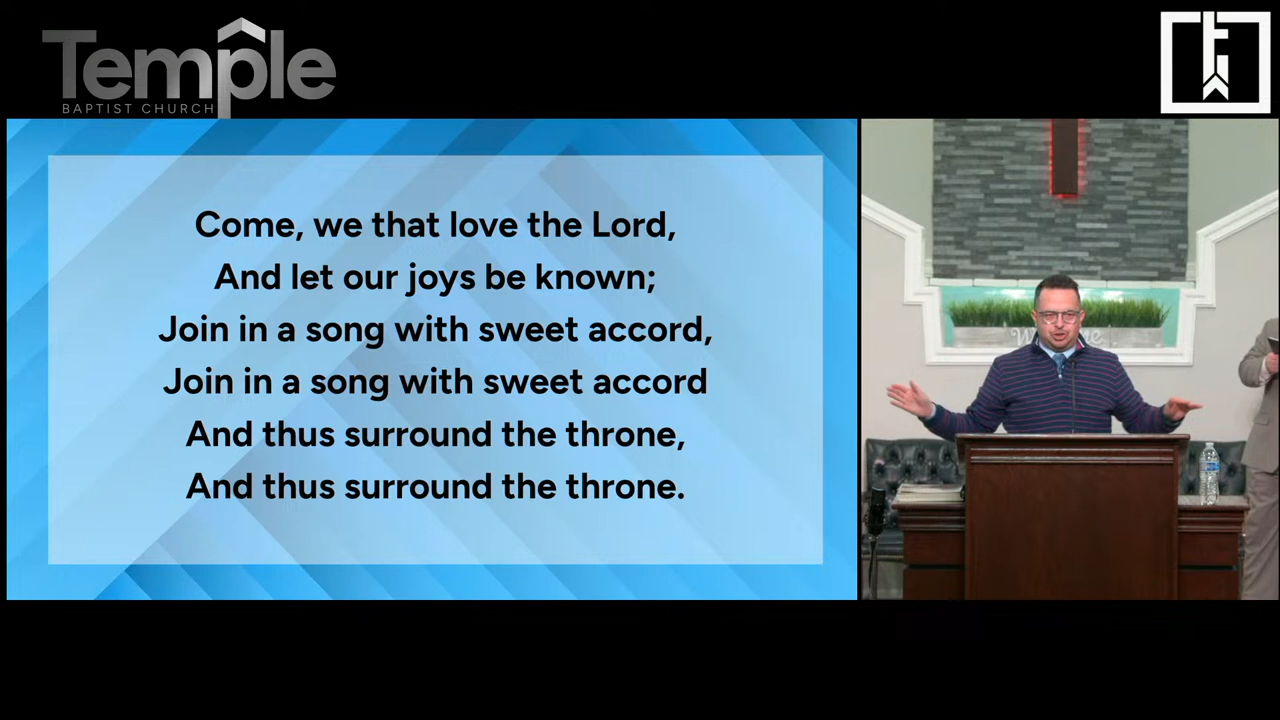 Temple
BAPTIST CHURCH
Come, we that love the Lord,
And let our joys be known;
Join in a song with sweet accord,
Join in a song with sweet accord
And thus surround the throne,
And thus surround the throne.